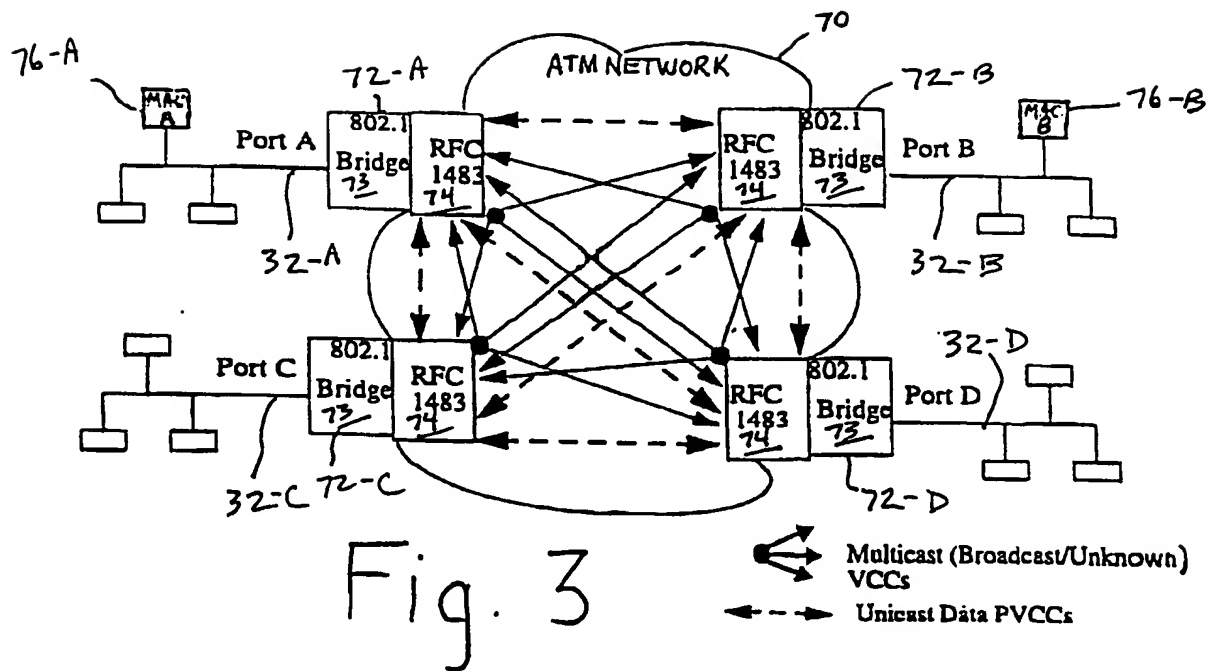 70
ATM NETWORK
76-A
72-A
72-B
76-B
MAC
802.1
802.1
MAC
B
Port A
Bridge
73
RFC
1483
74
RFC
1483
74
Bridge
73
Port B
32-A
32-B
802.1
Port C
Bridge
73
RFC
1483
74
RFC
1483
74
802.1
Bridge
73
Port D
32-D
32-C
72-C
72-D
Multicast (Broadcast/Unknown)
VCCs
Unicast Data PVCCs
Fig. 3